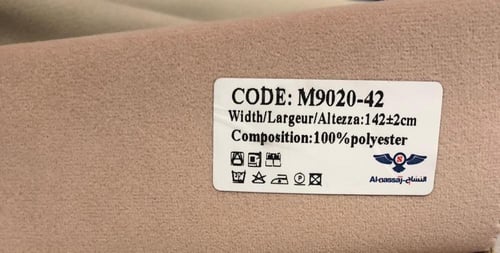 CODE: M9020-42
Width/Largeur/Altezza:142±2cm
Composition:100%polyester
Al-nassaj-النساج